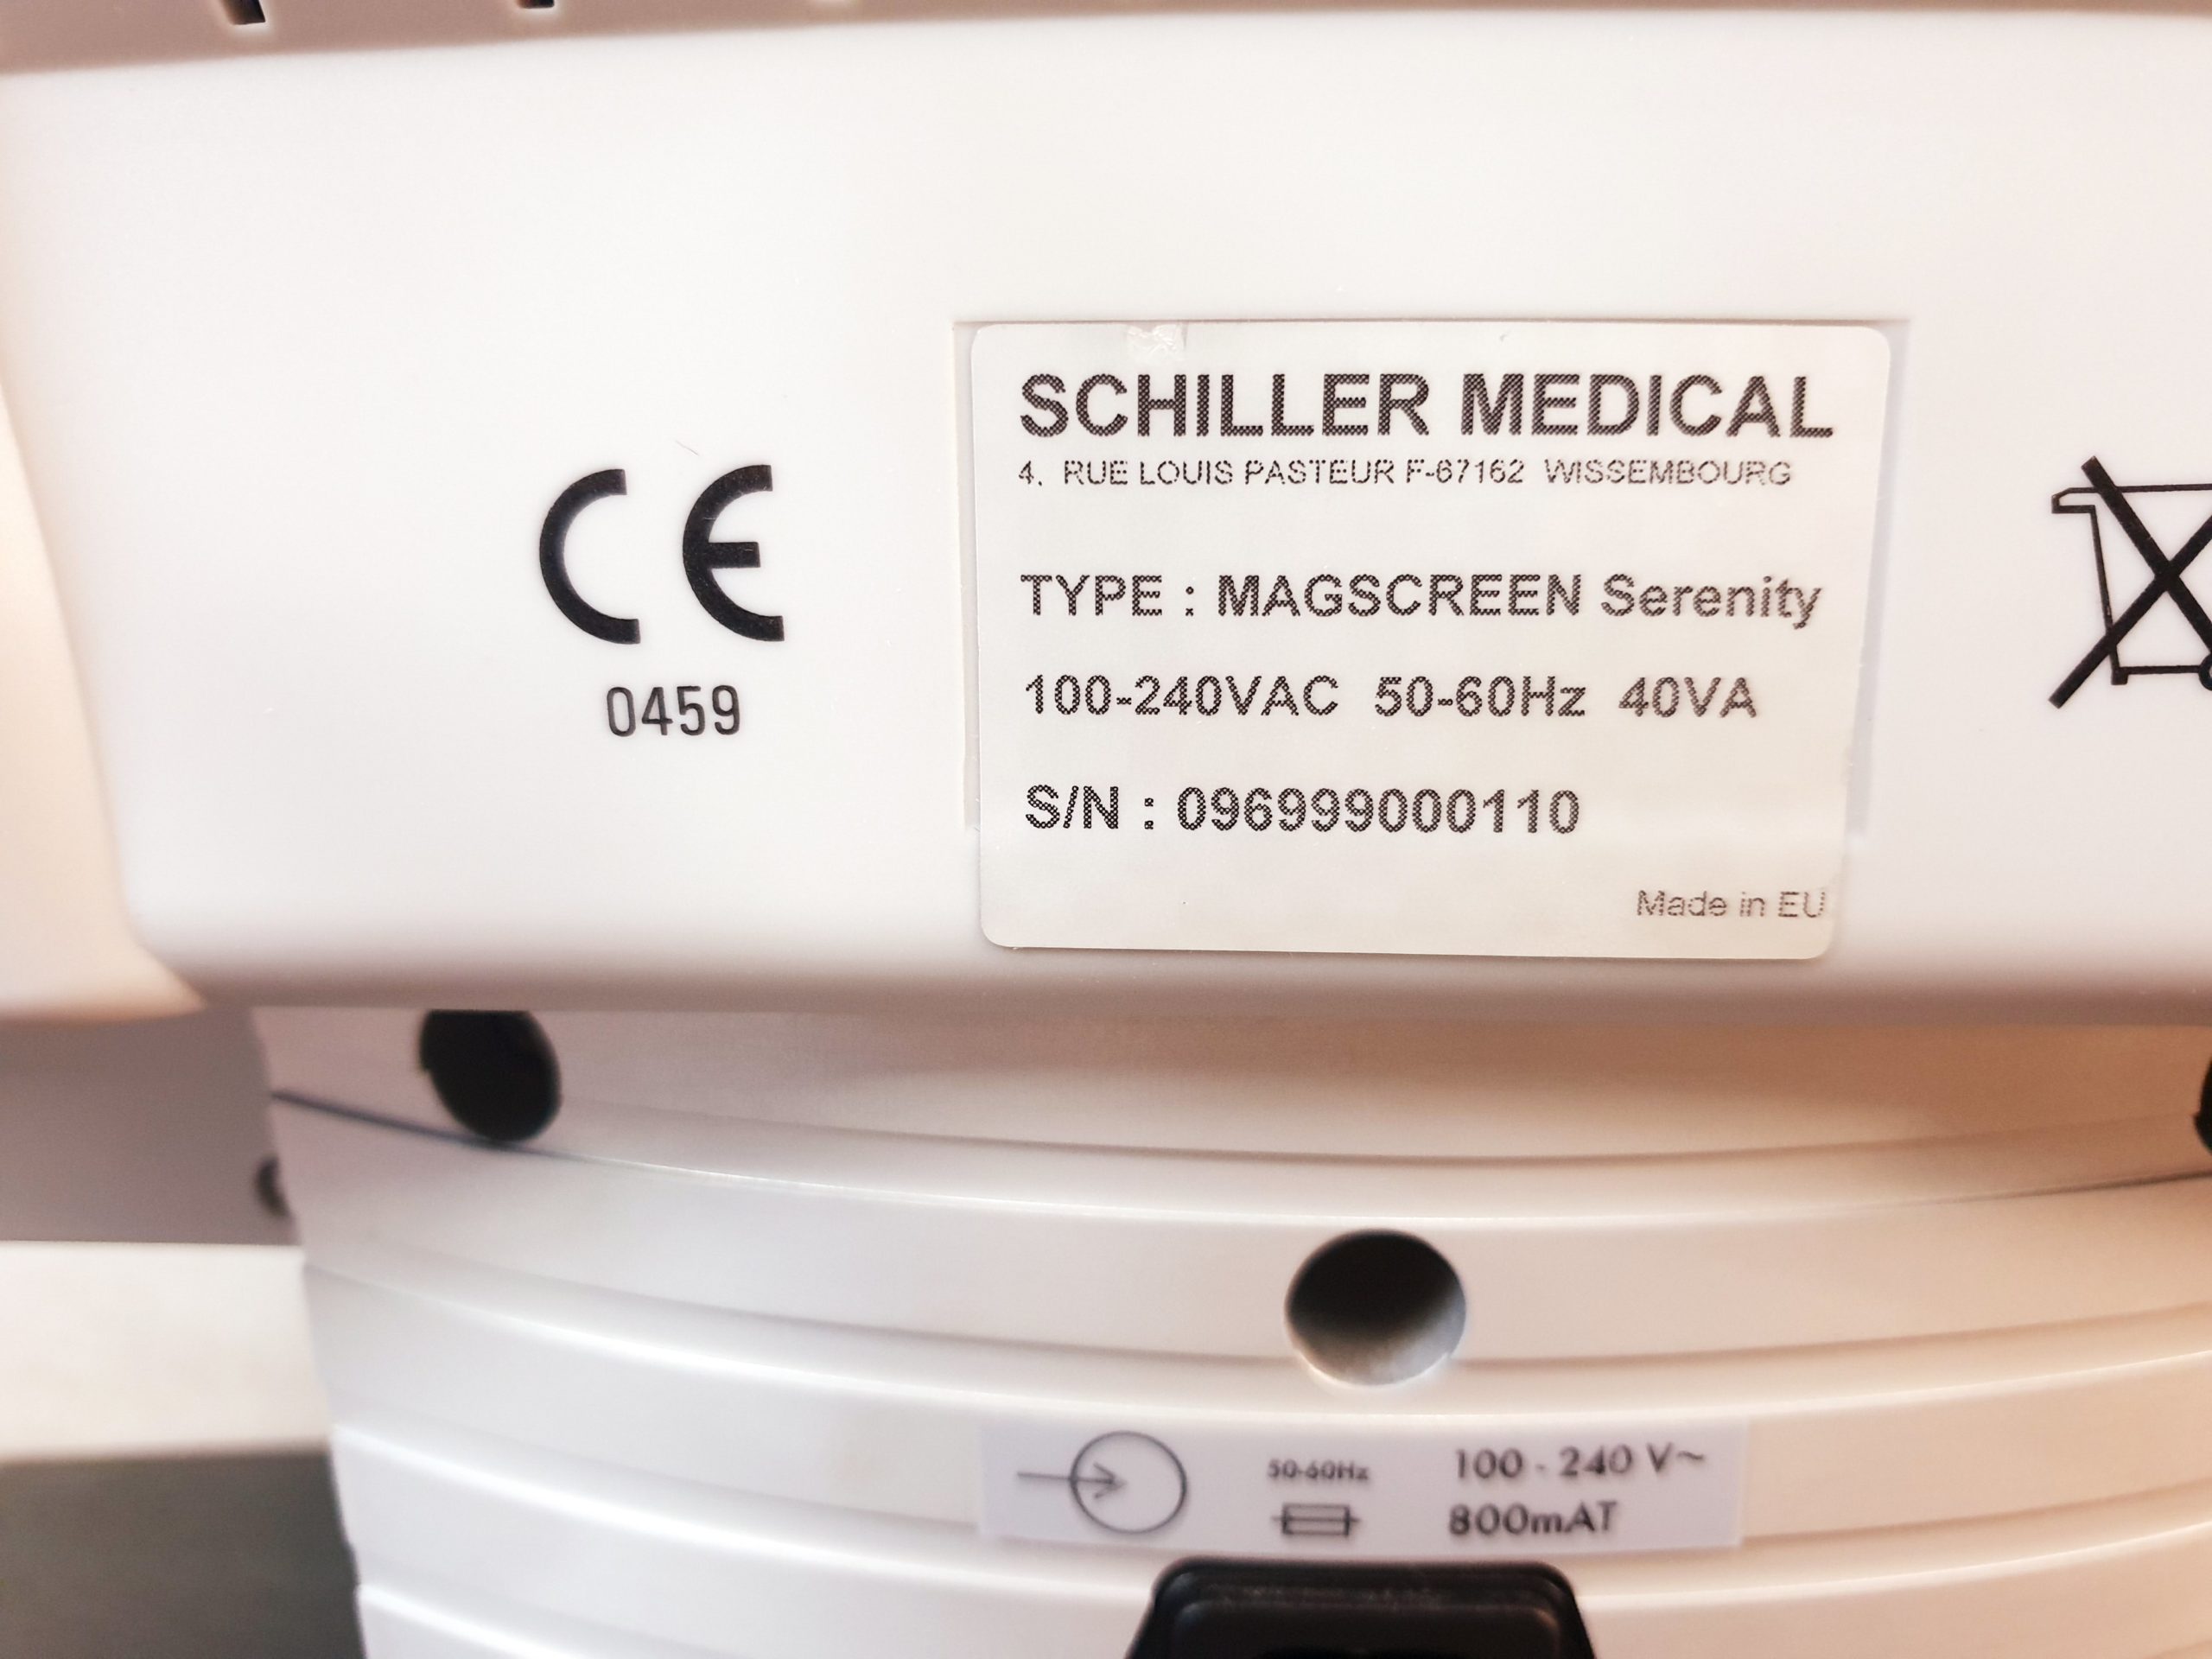 CE
0459
SCHILLER MEDICAL
4, RUE LOUIS PASTEUR F-67162 WISSEMBOURG
TYPE : MAGSCREEN Serenity
100-240VAC 50-60Hz 40VA
S/N : 096999000110
Made in EU
50-60Hz 100 - 240 V~
800mAT